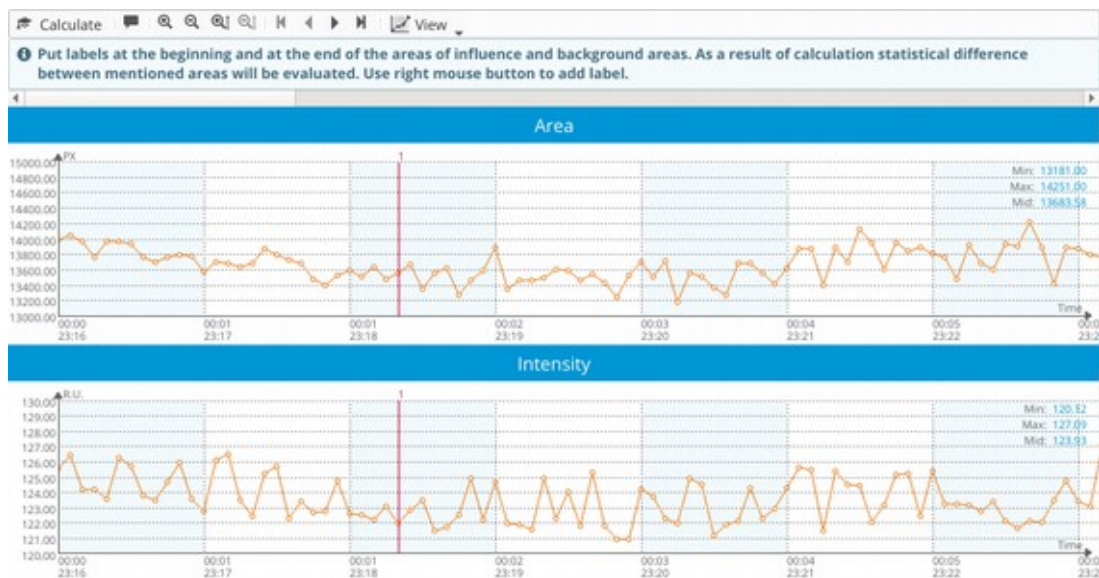 Calculate View
Put labels at the beginning and at the end of the areas of influence and background areas. As a result of calculation statistical difference
between mentioned areas will be evaluated. Use right mouse button to add label.
Area
PX
1
15000.00
14800.00
14600.00
14400.00
14200.00
14000.00
13800.00
13600.00
13400.00
13200.00
13000.00
Min: 13181.00
Max: 14251.00
Mid: 13683.58
Time
00:00 00:01 00:01 00:02 00:03 00:04 00:05
23:16 23:17 23:18 23:19 23:20 23:21 23:22
Intensity
R.U.
1
130.00
129.00
128.00
127.00
126.00
125.00
124.00
123.00
122.00
121.00
120.00
Min: 120.12
Max: 127.09
Mid: 123.93
Time
00:00 00:01 00:01 00:02 00:03 00:04 00:05
23:16 23:17 23:18 23:19 23:20 23:21 23:22